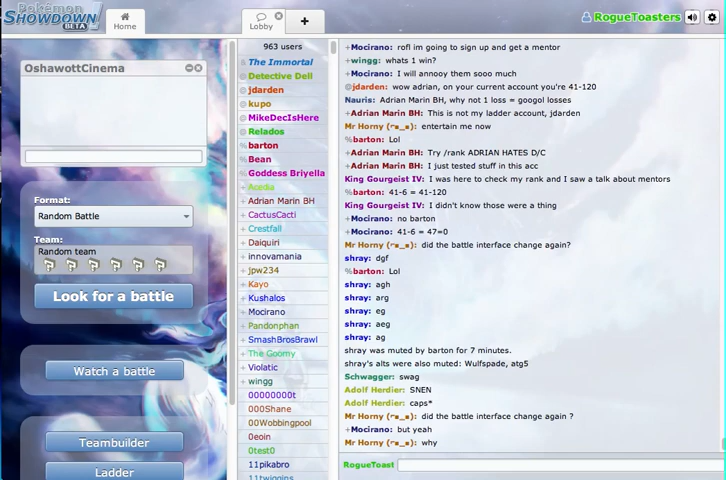 Pokémon
SHOWDOWN!
BETA
Home
Lobby
+
RogueToasters
OshawottCinema
Format:
Random Battle
Team:
Random team
Look for a battle
Watch a battle
Teambuilder
Ladder
963 users
&The Immortal
@Detective Dell
@jdarden
@kupo
@MikeDecIsHere
@Relados
%barton
%Bean
%Goddess Briyella
+Acedia
+Adrian Marin BH
+CactusCacti
+Crestfall
+Daiquiri
+innovamania
+jpw234
+Kayo
+Kushalos
+Mocirano
+Pandonphan
+SmashBrosBrawl
+The Goomy
+Violatic
+wingg
00000000t
000Shane
00Wobbingpool
0eoin
0test0
11pikabro
11twiggins
+Mocirano: rofl im going to sign up and get a mentor
+wingg: whats 1 win?
+Mocirano: I will annooy them sooo much
@jdarden: wow adrian, on your current account you're 41-120
Nauris: Adrian Marin BH, why not 1 loss = googol losses
+Adrian Marin BH: This is not my ladder account, jdarden
Mr Horny: entertain me now
%barton: Lol
+Adrian Marin BH: Try /rank ADRIAN HATES D/C
+Adrian Marin BH: I just tested stuff in this acc
King Gourgeist IV: I was here to check my rank and I saw a talk about mentors
%barton: 41-6 = 41-120
King Gourgeist IV: I didn't know those were a thing
+Mocirano: no barton
+Mocirano: 41-6 = 47=0
Mr Horny: did the battle interface change again?
shray: dgf
%barton: Lol
shray: agh
shray: arg
shray: eg
shray: aeg
shray: ag
shray was muted by barton for 7 minutes.
shray's alts were also muted: Wulfspade, atg5
Schwagger: swag
Adolf Herdier: SNEN
Adolf Herdier: caps*
Mr Horny: did the battle interface change again ?
+Mocirano: but yeah
Mr Horny: why
RogueToast